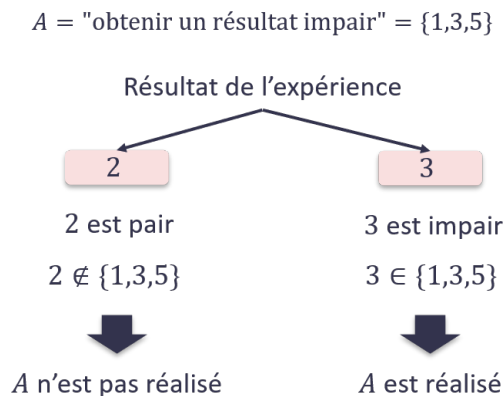 A = "obtenir un résultat impair" = {1,3,5}
Résultat de l'expérience
2
3
2 est pair
3 est impair
2 ∉ {1,3,5}
3 ∈ {1,3,5}
A n'est pas réalisé
A est réalisé